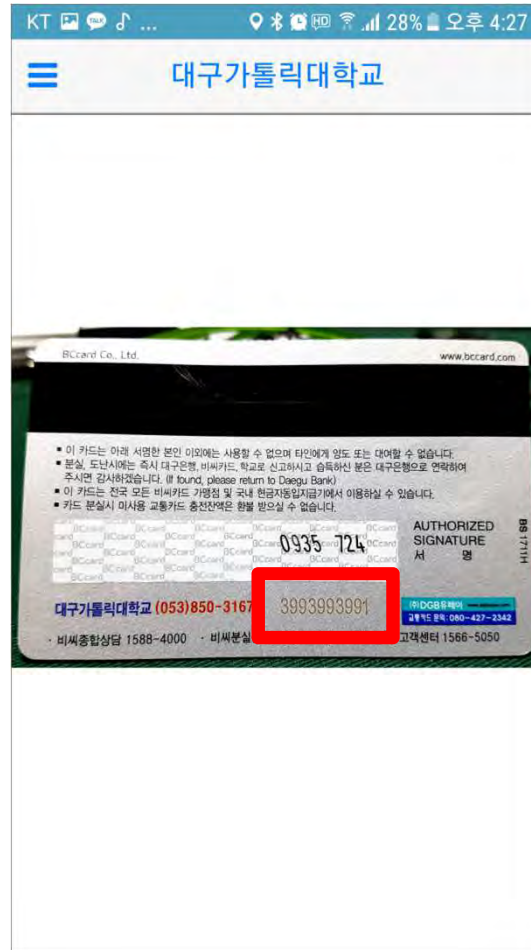 KT ... HD 28% 오후 4:27
대구가톨릭대학교
BCcard Co., Ltd. www.bccard.com
▪ 이 카드는 아래 서명한 본인 이외에는 사용할 수 없으며 타인에게 양도 또는 대여할 수 없습니다.
▪ 분실, 도난시에는 즉시 대구은행, 비씨카드, 학교로 신고하시고 습득하신 분은 대구은행으로 연락하여
주시면 감사하겠습니다. (If found, please return to Daegu Bank)
▪ 이 카드는 전국 모든 비씨카드 가맹점 및 국내 현금자동입지급기에서 이용하실 수 있습니다.
▪ 카드 분실시 미사용 교통카드 충전잔액은 환불 받으실 수 없습니다.
0935 724
AUTHORIZED
SIGNATURE
서 명
BS 1711H
대구가톨릭대학교 (053)850-3167 3993993991
(주)DGB유페이
교통카드 문의: 080-427-2342
· 비씨종합상담 1588-4000 · 비씨분실 고객센터 1566-5050